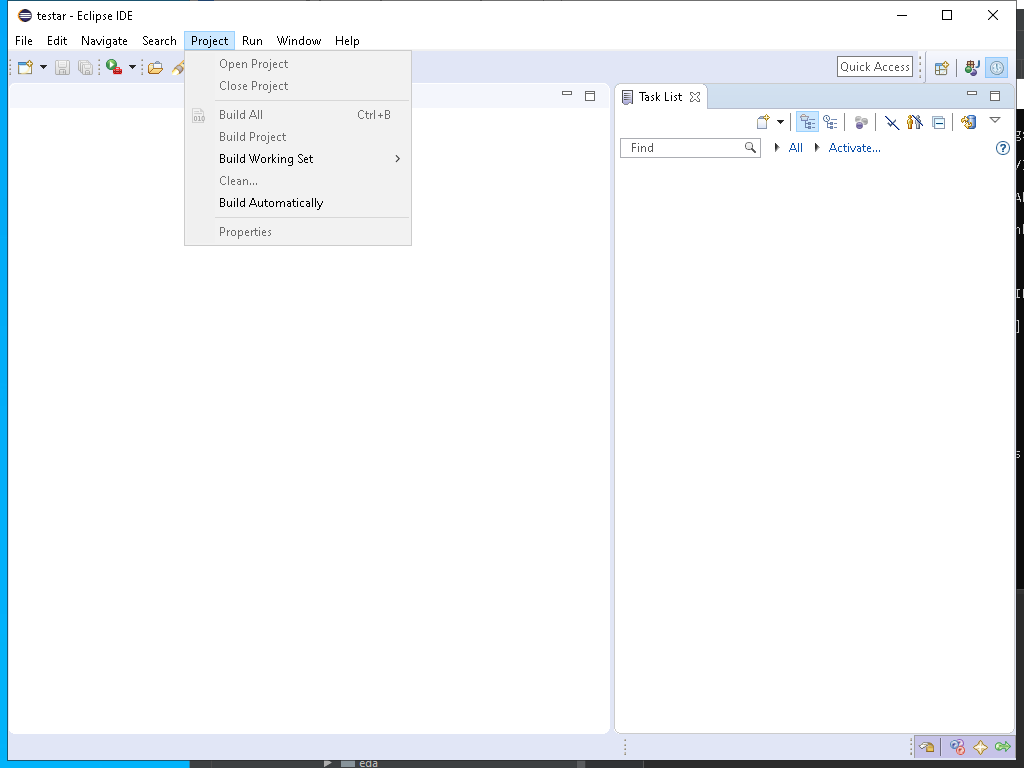 testar - Eclipse IDE
File Edit Navigate Search Project Run Window Help
Quick Access
Open Project
Close Project
Build All Ctrl+B
Build Project
Build Working Set
Clean...
Build Automatically
Properties
Task List
Find All Activate...
eda